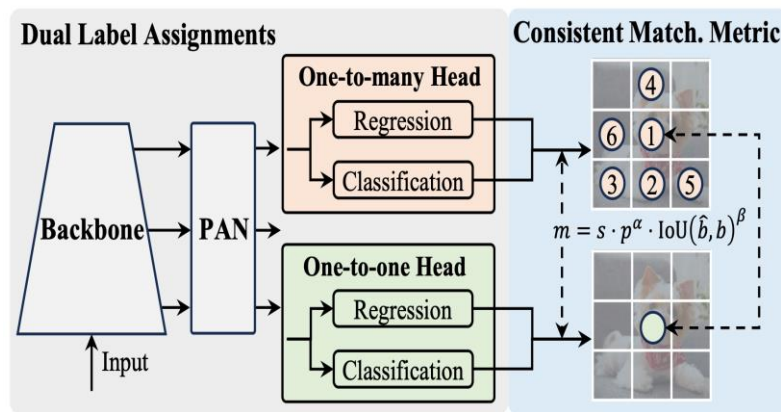 Dual Label Assignments
Consistent Match. Metric
One-to-many Head
Regression
Classification
Backbone
PAN
Input
One-to-one Head
Regression
Classification
4
6 1
3 2 5
m = s · p^α · IoU(b̂, b)^β